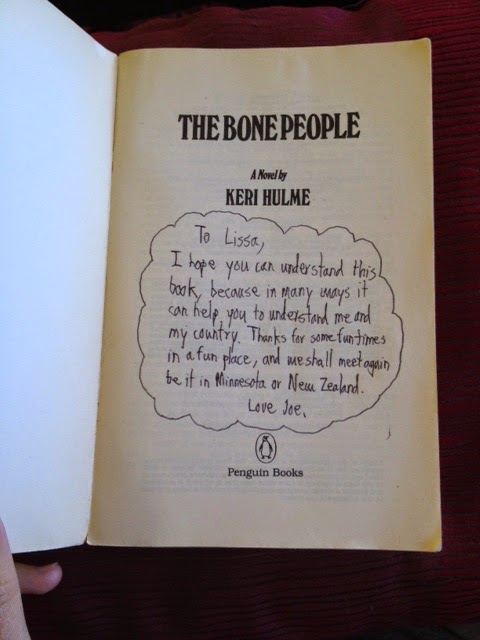 THE BONE PEOPLE
A Novel by
KERI HULME
To Lissa,
I hope you can understand this
book, because in many ways it
can help you to understand me and
my country. Thanks for some fun times
in a fun place, and we shall meet again
be it in Minnesota or New Zealand.
Love Joe.
Penguin Books